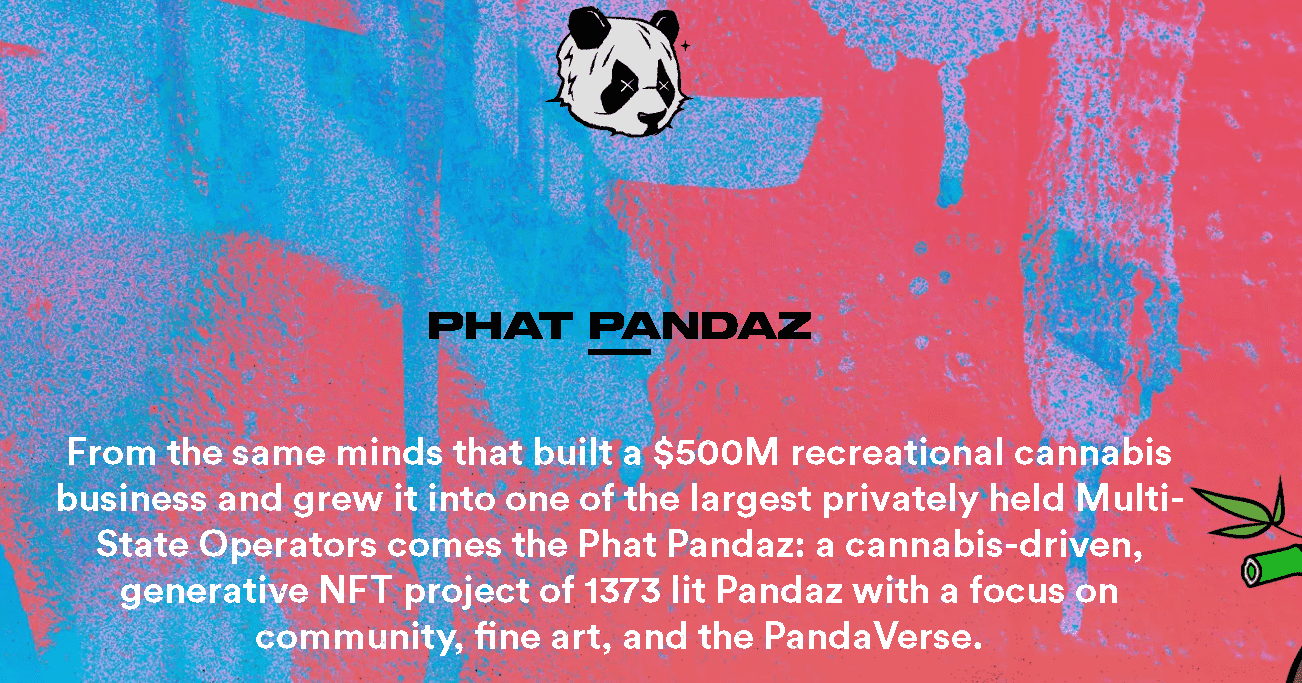 PHAT PANDAZ
From the same minds that built a $500M recreational cannabis
business and grew it into one of the largest privately held Multi-
State Operators comes the Phat Pandaz: a cannabis-driven,
generative NFT project of 1373 lit Pandaz with a focus on
community, fine art, and the PandaVerse.